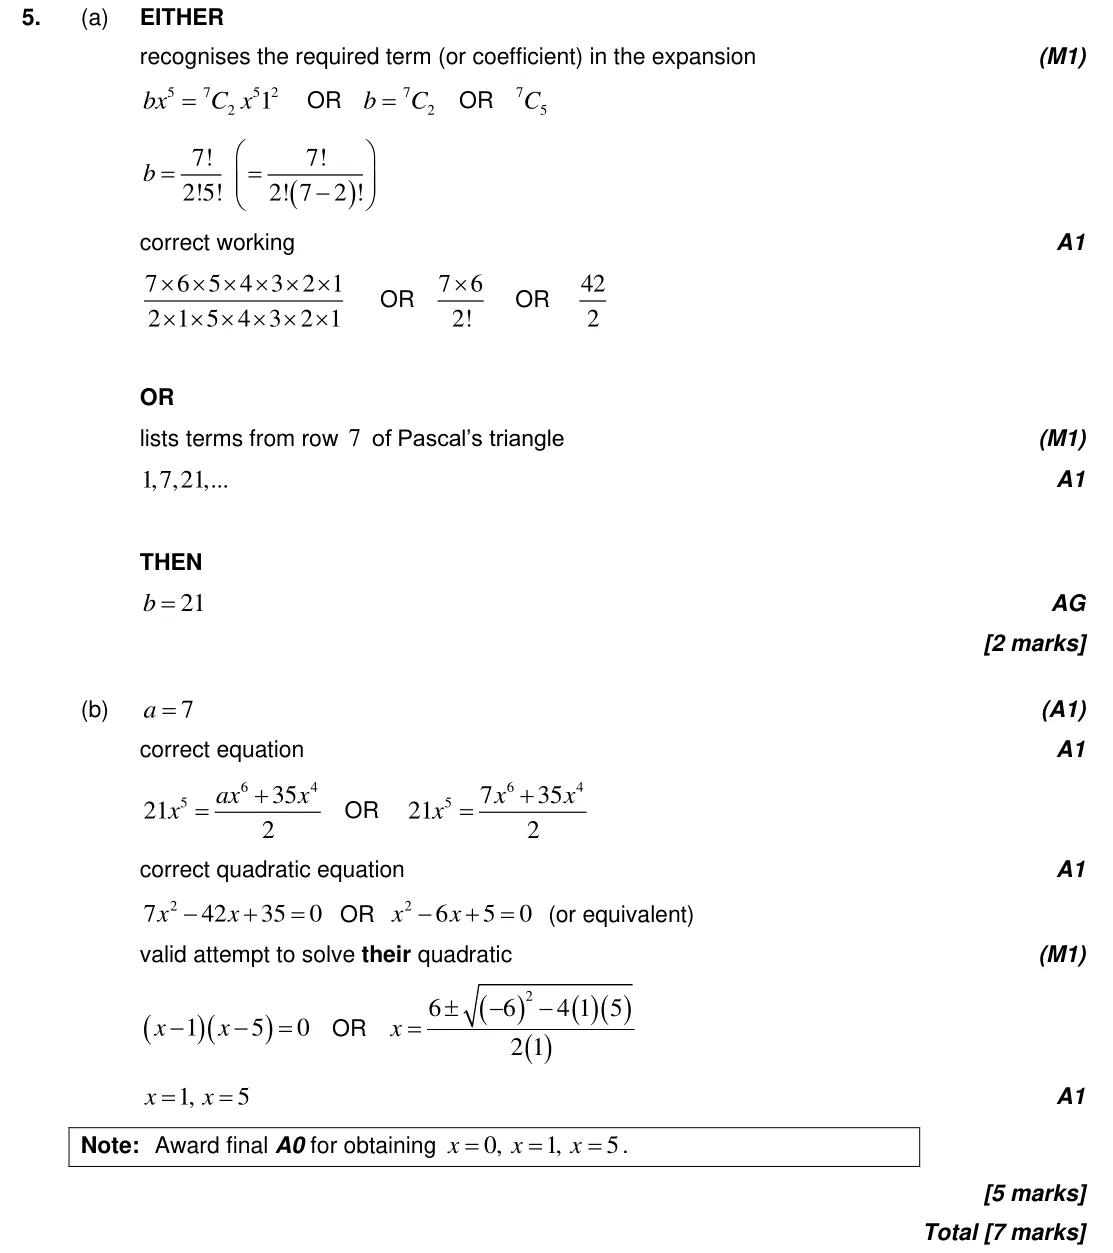 5. (a) EITHER
recognises the required term (or coefficient) in the expansion (M1)
bx⁵ = ⁷C₂ x⁵1² OR b = ⁷C₂ OR ⁷C₅
b = 7!/(2!5!) (= 7!/(2!(7−2)!))
correct working A1
(7×6×5×4×3×2×1)/(2×1×5×4×3×2×1) OR (7×6)/2! OR 42/2
OR
lists terms from row 7 of Pascal's triangle (M1)
1,7,21,... A1
THEN
b = 21 AG
[2 marks]
(b) a = 7 (A1)
correct equation A1
21x⁵ = (ax⁶ + 35x⁴)/2 OR 21x⁵ = (7x⁶ + 35x⁴)/2
correct quadratic equation A1
7x² − 42x + 35 = 0 OR x² − 6x + 5 = 0 (or equivalent)
valid attempt to solve their quadratic (M1)
(x−1)(x−5) = 0 OR x = (6 ± √((−6)² − 4(1)(5)))/(2(1))
x = 1, x = 5 A1
Note: Award final A0 for obtaining x = 0, x = 1, x = 5.
[5 marks]
Total [7 marks]